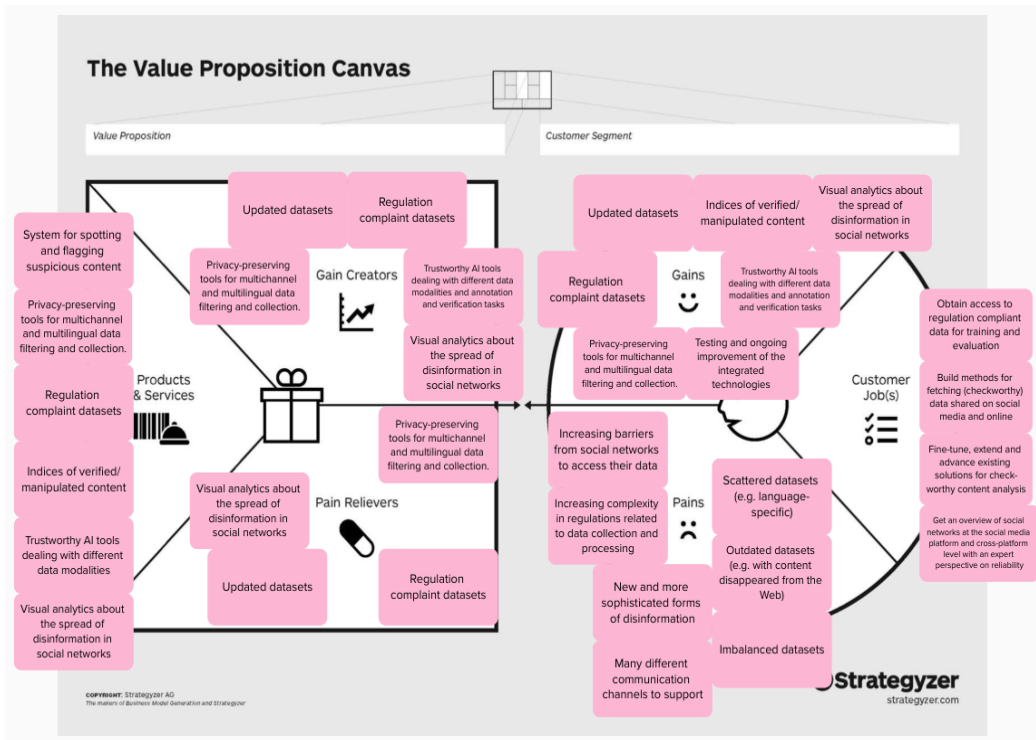 The Value Proposition Canvas
Value Proposition
Customer Segment
System for spotting
and flagging
suspicious content
Privacy-preserving
tools for multichannel
and multilingual data
filtering and collection.
Regulation
complaint datasets
Indices of verified/
manipulated content
Trustworthy AI tools
dealing with different
data modalities
Visual analytics about
the spread of
disinformation in
social networks
Products
& Services
Updated datasets
Regulation
complaint datasets
Privacy-preserving
tools for multichannel
and multilingual data
filtering and collection.
Gain Creators
Trustworthy AI tools
dealing with different data
modalities and annotation
and verification tasks
Visual analytics about
the spread of
disinformation in
social networks
Privacy-preserving
tools for multichannel
and multilingual data
filtering and collection.
Visual analytics about
the spread of
disinformation in
social networks
Pain Relievers
Updated datasets
Regulation
complaint datasets
Updated datasets
Indices of verified/
manipulated content
Visual analytics about
the spread of
disinformation in
social networks
Regulation
complaint datasets
Gains
Trustworthy AI tools
dealing with different data
modalities and annotation
and verification tasks
Privacy-preserving
tools for multichannel
and multilingual data
filtering and collection.
Testing and ongoing
improvement of the
integrated
technologies
Customer
Job(s)
Obtain access to
regulation compliant
data for training and
evaluation
Build methods for
fetching (checkworthy)
data shared on social
media and online
Fine-tune, extend and
advance existing
solutions for check-
worthy content analysis
Get an overview of social
networks at the social media
platform and cross-platform
level with an expert
perspective on reliability
Increasing barriers
from social networks
to access their data
Increasing complexity
in regulations related
to data collection and
processing
Pains
Scattered datasets
(e.g. language-
specific)
Outdated datasets
(e.g. with content
disappeared from the
Web)
New and more
sophisticated forms
of disinformation
Imbalanced datasets
Many different
communication
channels to support
COPYRIGHT: Strategyzer AG
The makers of Business Model Generation and Strategyzer
Strategyzer
strategyzer.com